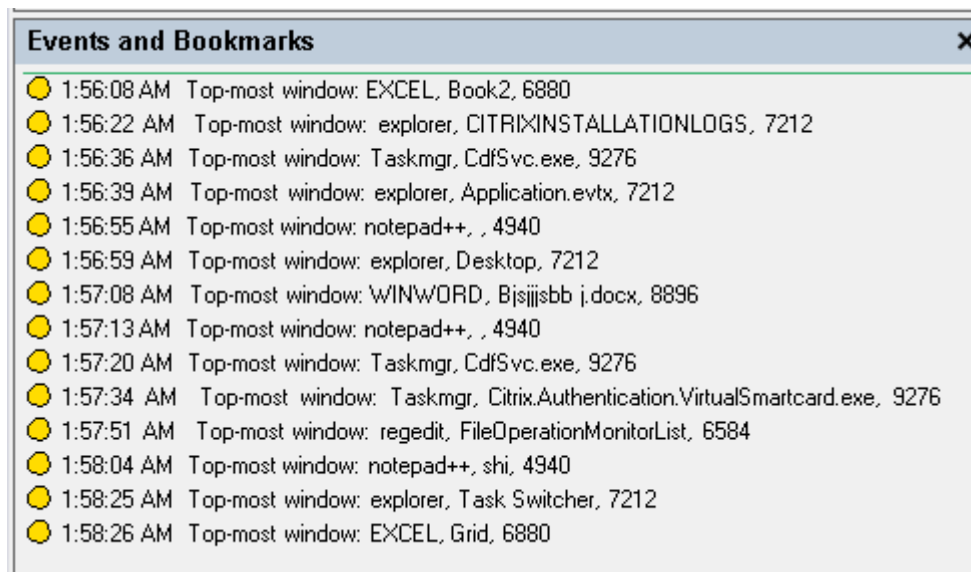 Events and Bookmarks
1:56:08 AM Top-most window: EXCEL, Book2, 6880
1:56:22 AM Top-most window: explorer, CITRIXINSTALLATIONLOGS, 7212
1:56:36 AM Top-most window: Taskmgr, CdfSvc.exe, 9276
1:56:39 AM Top-most window: explorer, Application.evtx, 7212
1:56:55 AM Top-most window: notepad++, , 4940
1:56:59 AM Top-most window: explorer, Desktop, 7212
1:57:08 AM Top-most window: WINWORD, Bjsjjjsbb j.docx, 8896
1:57:13 AM Top-most window: notepad++, , 4940
1:57:20 AM Top-most window: Taskmgr, CdfSvc.exe, 9276
1:57:34 AM Top-most window: Taskmgr, Citrix.Authentication.VirtualSmartcard.exe, 9276
1:57:51 AM Top-most window: regedit, FileOperationMonitorList, 6584
1:58:04 AM Top-most window: notepad++, shi, 4940
1:58:25 AM Top-most window: explorer, Task Switcher, 7212
1:58:26 AM Top-most window: EXCEL, Grid, 6880